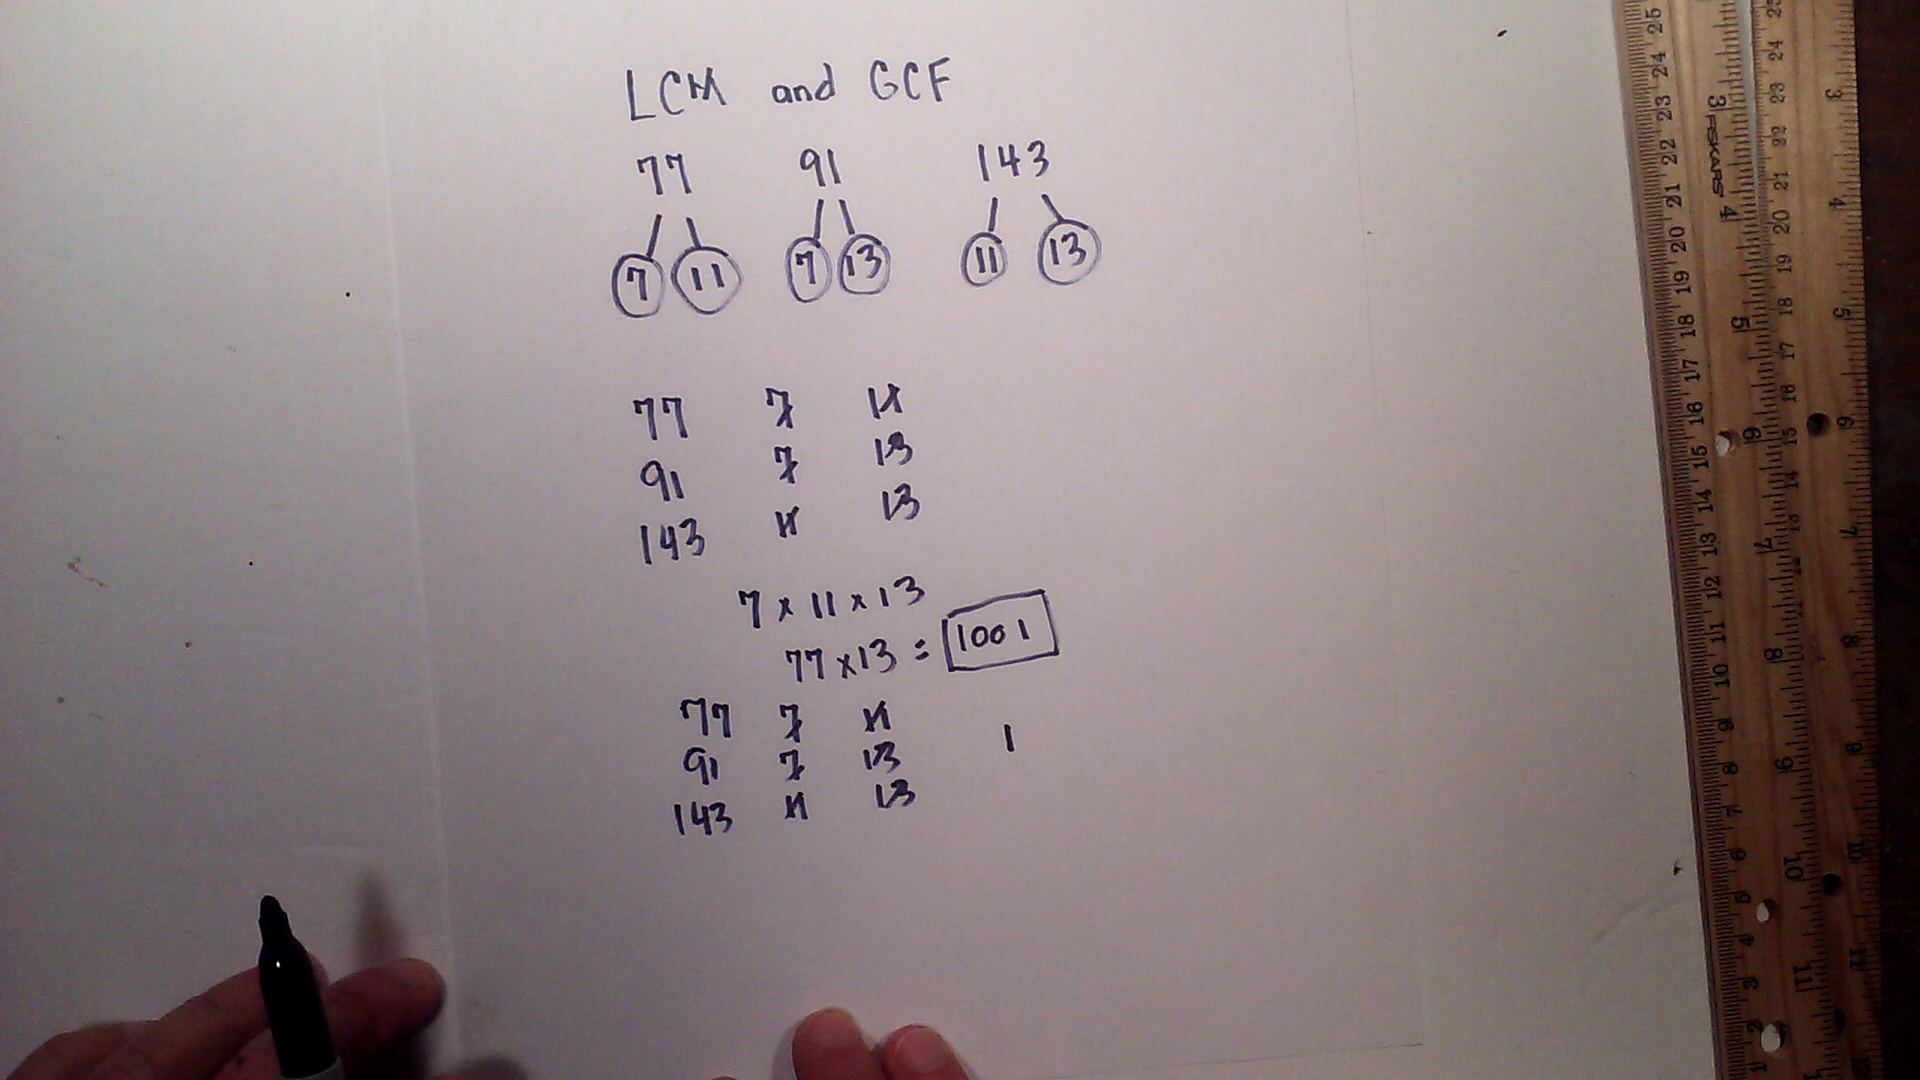 LCM and GCF
77 91 143
7 11 7 13 11 13
77 7 11
91 7 13
143 11 13
7 x 11 x 13
77 x 13 = 1001
77 7 11
91 7 13 1
143 11 13
FISKARS